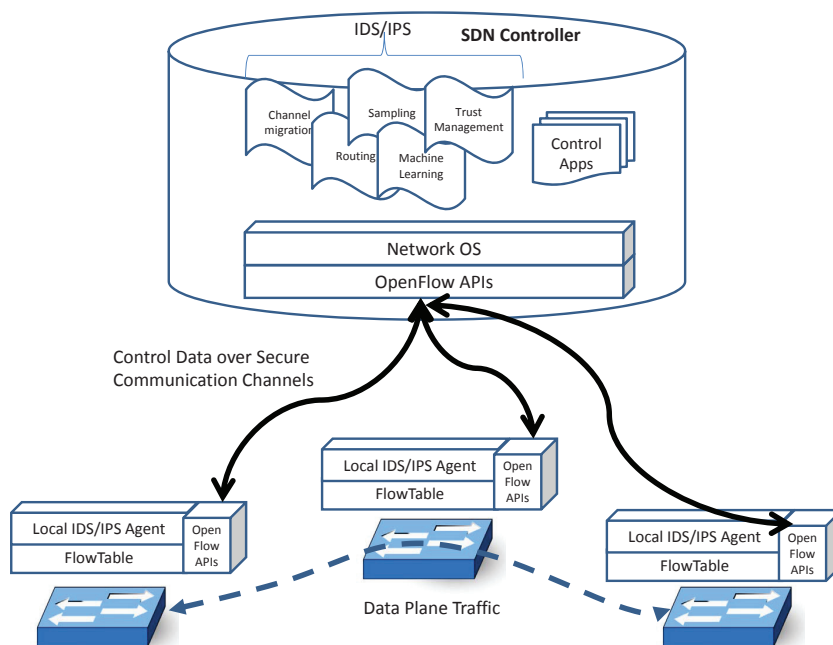 IDS/IPS
SDN Controller
Channel
migration
Sampling
Trust
Management
Routing
Machine
Learning
Control
Apps
Network OS
OpenFlow APIs
Control Data over Secure
Communication Channels
Local IDS/IPS Agent
FlowTable
Open
Flow
APIs
Local IDS/IPS Agent
FlowTable
Open
Flow
APIs
Local IDS/IPS Agent
FlowTable
Open
Flow
APIs
Data Plane Traffic